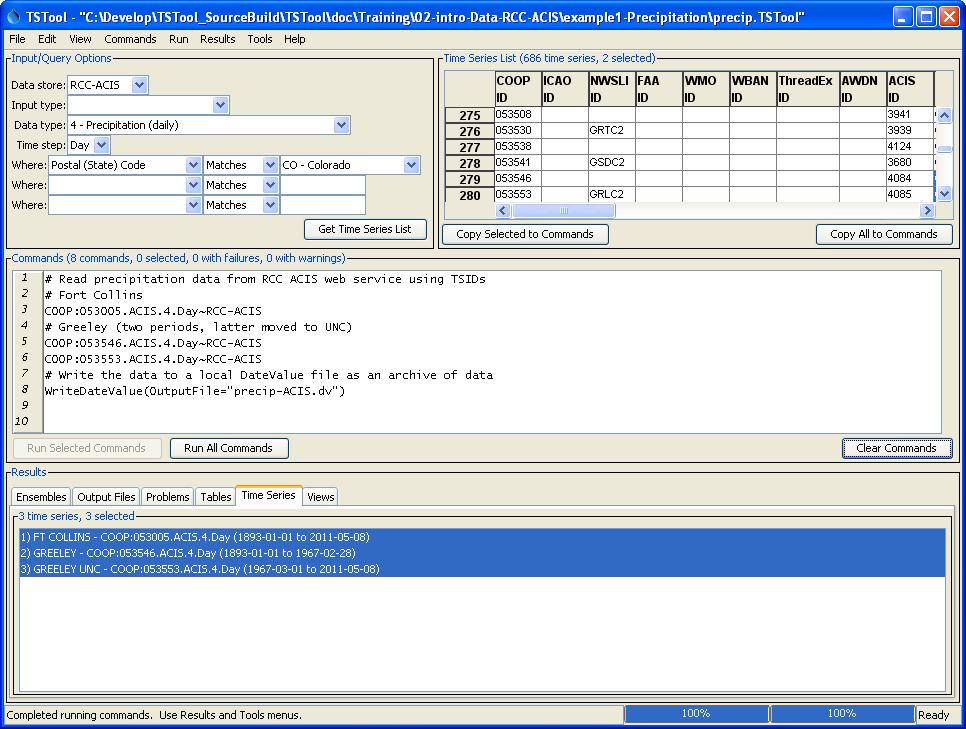 TSTool - "C:\Develop\TSTool_SourceBuild\TSTool\doc\Training\02-intro-Data-RCC-ACIS\example1-Precipitation\precip.TSTool"
File Edit View Commands Run Results Tools Help
Input/Query Options
Data store: RCC-ACIS
Input type:
Data type: 4 - Precipitation (daily)
Time step: Day
Where: Postal (State) Code Matches CO - Colorado
Where: Matches
Where: Matches
Get Time Series List
Time Series List (686 time series, 2 selected)
COOP ID ICAO ID NWSLI ID FAA ID WMO ID WBAN ID ThreadEx ID AWDN ID ACIS ID
275 053508 3941
276 053530 GRTC2 3939
277 053538 4124
278 053541 GSDC2 3680
279 053546 4084
280 053553 GRLC2 4085
Copy Selected to Commands Copy All to Commands
Commands (8 commands, 0 selected, 0 with failures, 0 with warnings)
1 # Read precipitation data from RCC ACIS web service using TSIDs
2 # Fort Collins
3 COOP:053005.ACIS.4.Day~RCC-ACIS
4 # Greeley (two periods, latter moved to UNC)
5 COOP:053546.ACIS.4.Day~RCC-ACIS
6 COOP:053553.ACIS.4.Day~RCC-ACIS
7 # Write the data to a local DateValue file as an archive of data
8 WriteDateValue(OutputFile="precip-ACIS.dv")
9
10
Run Selected Commands Run All Commands Clear Commands
Results
Ensembles Output Files Problems Tables Time Series Views
3 time series, 3 selected
1) FT COLLINS - COOP:053005.ACIS.4.Day (1893-01-01 to 2011-05-08)
2) GREELEY - COOP:053546.ACIS.4.Day (1893-01-01 to 1967-02-28)
3) GREELEY UNC - COOP:053553.ACIS.4.Day (1967-03-01 to 2011-05-08)
Completed running commands. Use Results and Tools menus. 100% 100% Ready